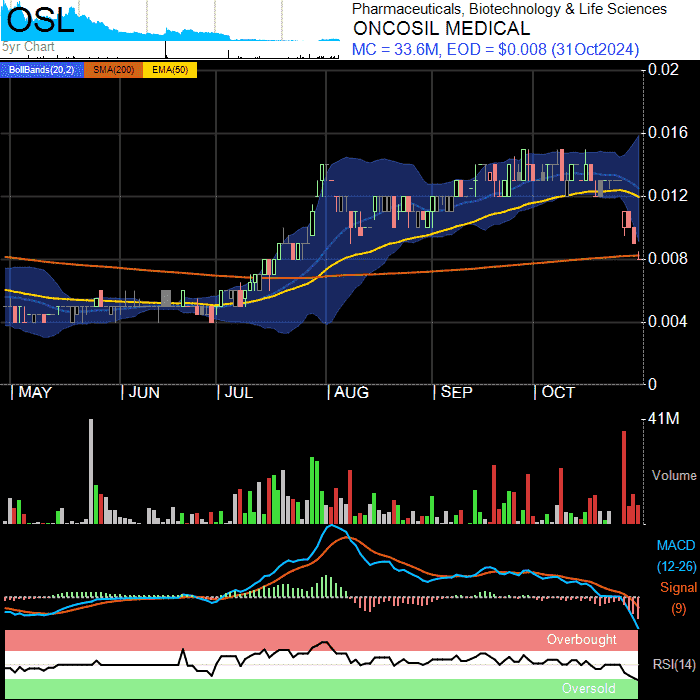 OSL
5yr Chart
Pharmaceuticals, Biotechnology & Life Sciences
ONCOSIL MEDICAL
MC = 33.6M, EOD = $0.008 (31Oct2024)
BollBands(20,2) SMA(200) EMA(50)
0.02
0.016
0.012
0.008
0.004
0
MAY JUN JUL AUG SEP OCT
41M
Volume
MACD
(12-26)
Signal
(9)
Overbought
RSI(14)
Oversold